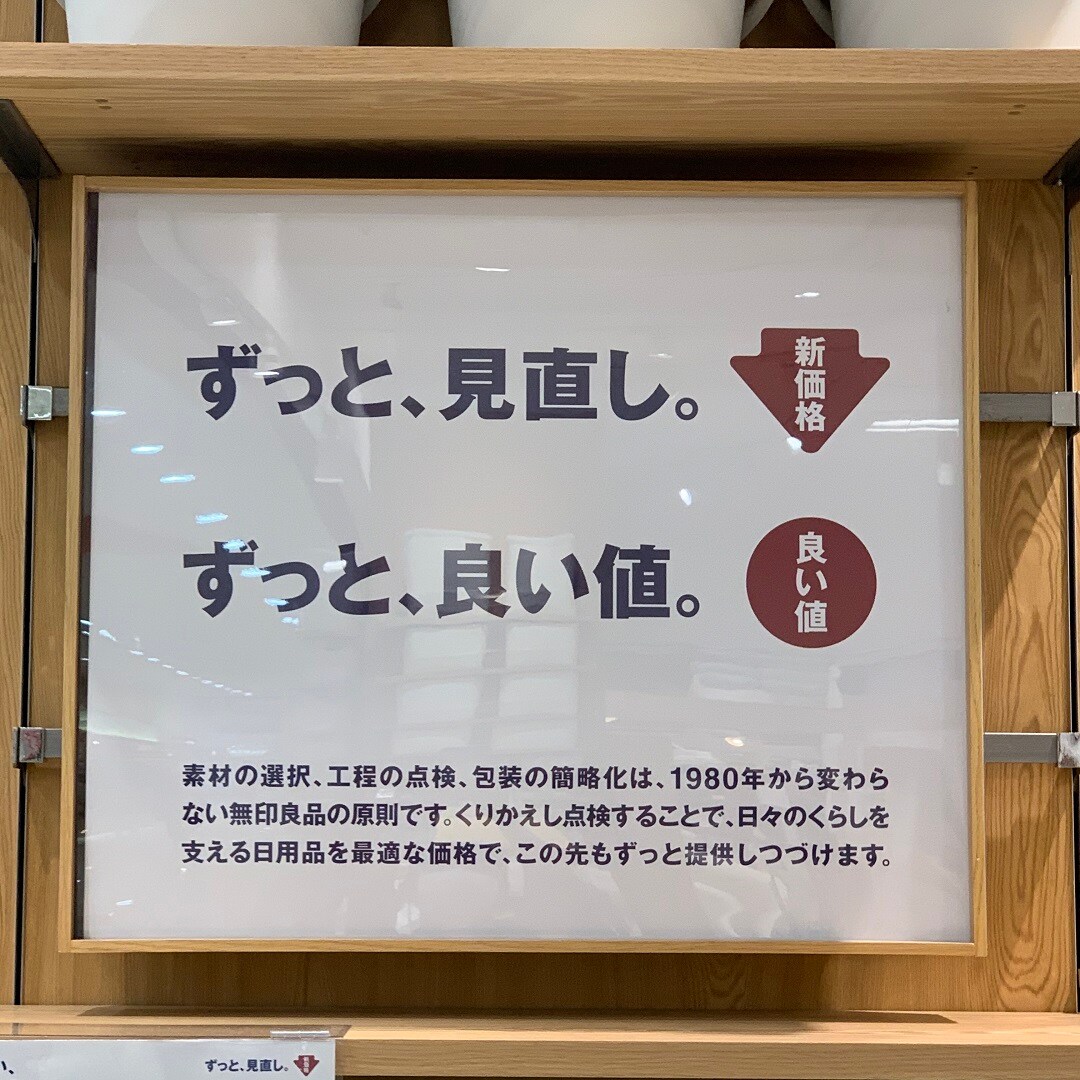 ずっと、見直し。
新価格
ずっと、良い値。
良い値
素材の選択、工程の点検、包装の簡略化は、1980年から変わら
ない無印良品の原則です。くりかえし点検することで、日々のくらしを
支える日用品を最適な価格で、この先もずっと提供しつづけます。
い、
ずっと、見直し。
新価格